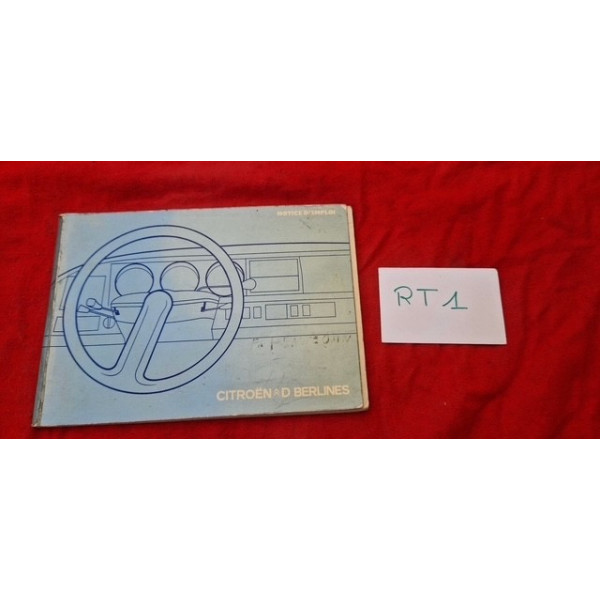 NOTICE D'EMPLOI
CITROËN D BERLINES
RT1